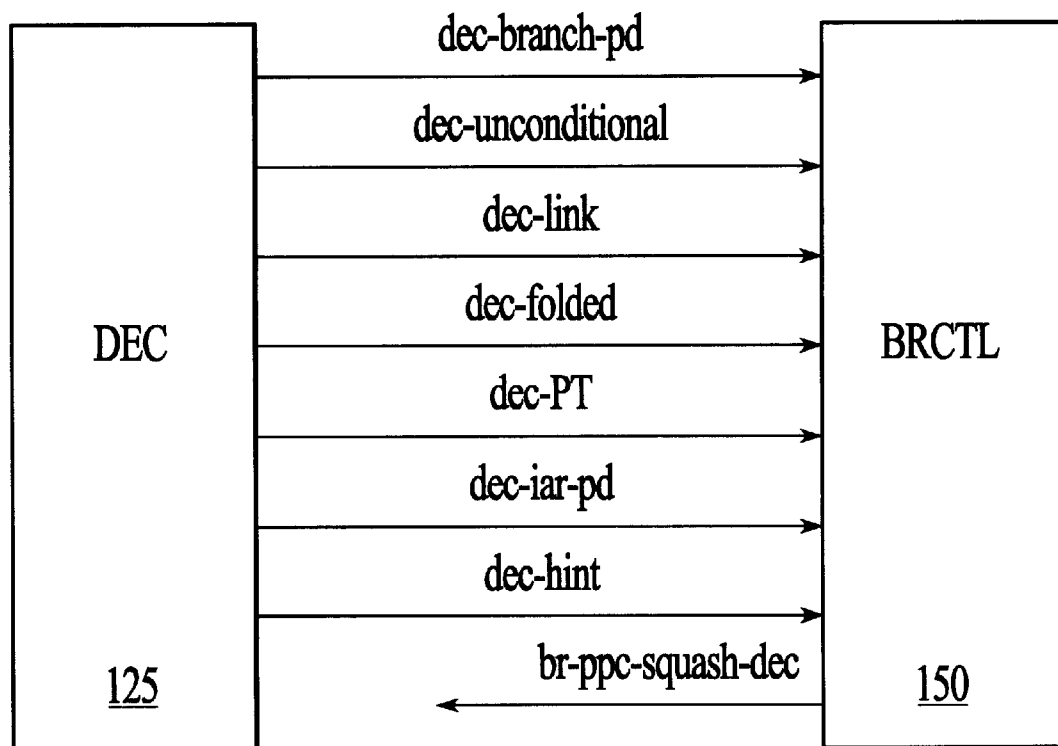 dec-branch-pd
dec-unconditional
dec-link
dec-folded
DEC
BRCTL
dec-PT
dec-iar-pd
dec-hint
br-ppc-squash-dec
125
150